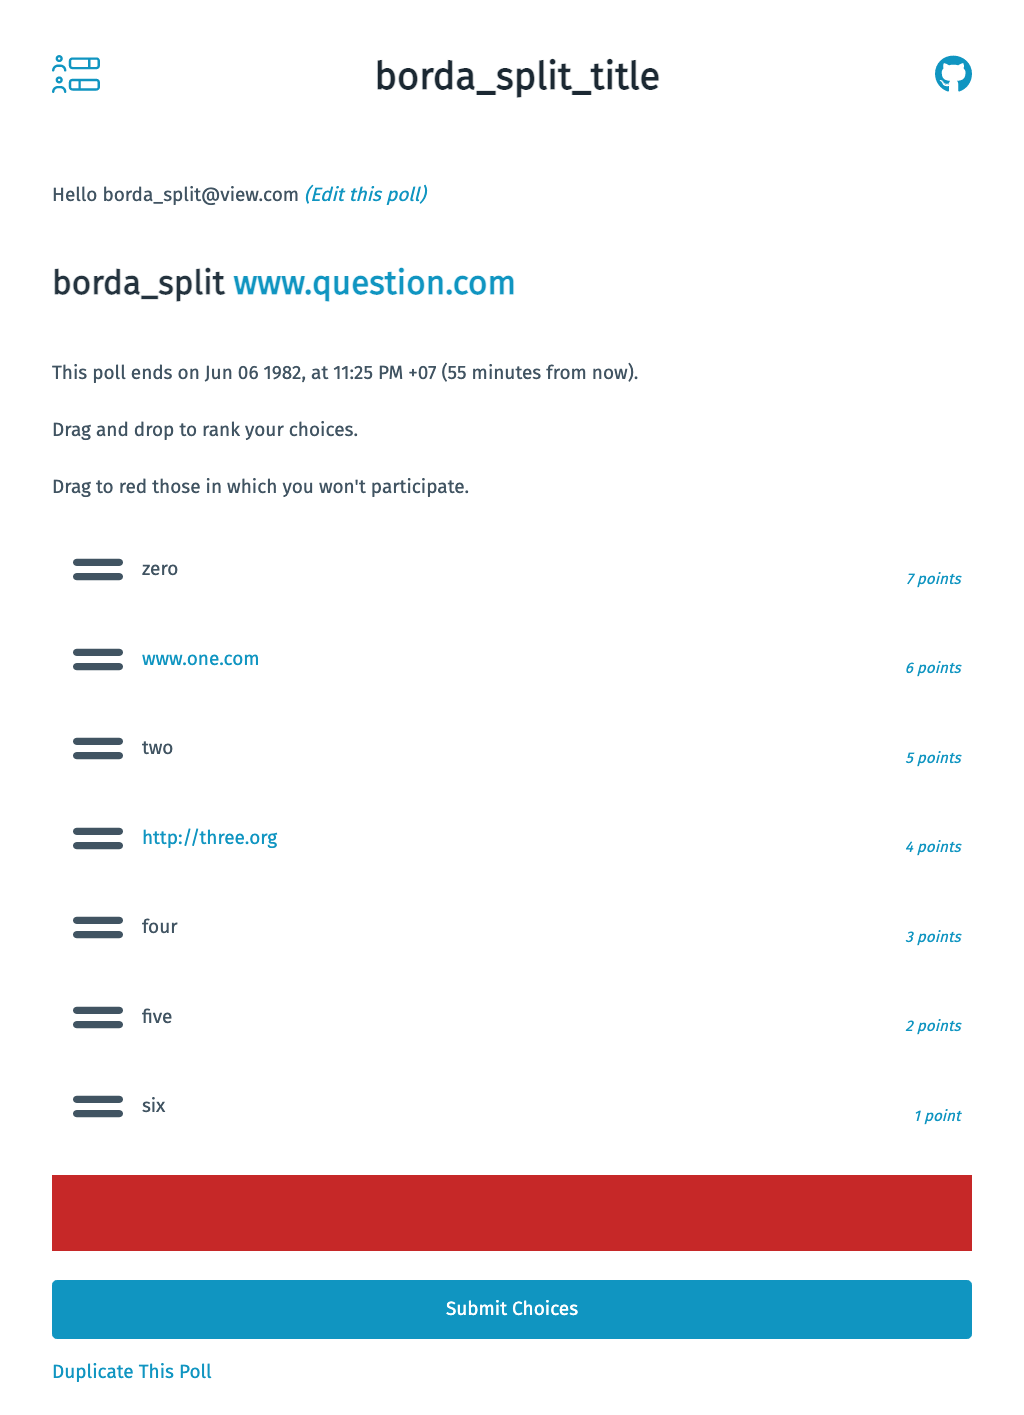 borda_split_title
Hello borda_split@view.com (Edit this poll)
borda_split www.question.com
This poll ends on Jun 06 1982, at 11:25 PM +07 (55 minutes from now).
Drag and drop to rank your choices.
Drag to red those in which you won't participate.
zero
7 points
www.one.com
6 points
two
5 points
http://three.org
4 points
four
3 points
five
2 points
six
1 point
Submit Choices
Duplicate This Poll